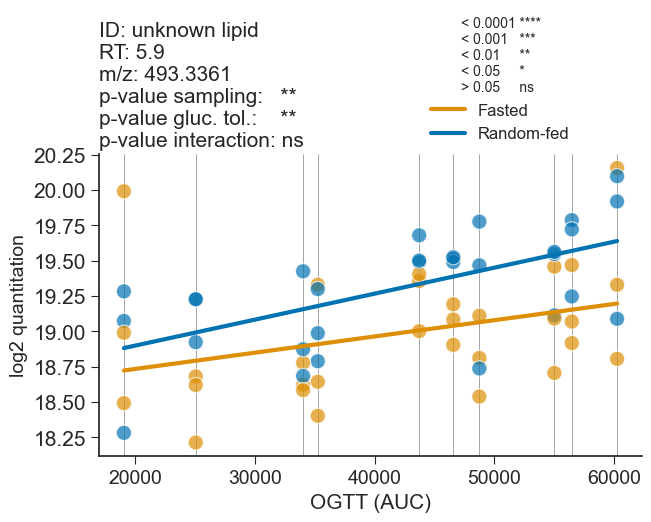 ID: unknown lipid
RT: 5.9
m/z: 493.3361
p-value sampling: **
p-value gluc. tol.: **
p-value interaction: ns
< 0.0001 ****
< 0.001 ***
< 0.01 **
< 0.05 *
> 0.05 ns
Fasted
Random-fed
20.25
20.00
19.75
19.50
19.25
19.00
18.75
18.50
18.25
log2 quantitation
20000 30000 40000 50000 60000
OGTT (AUC)